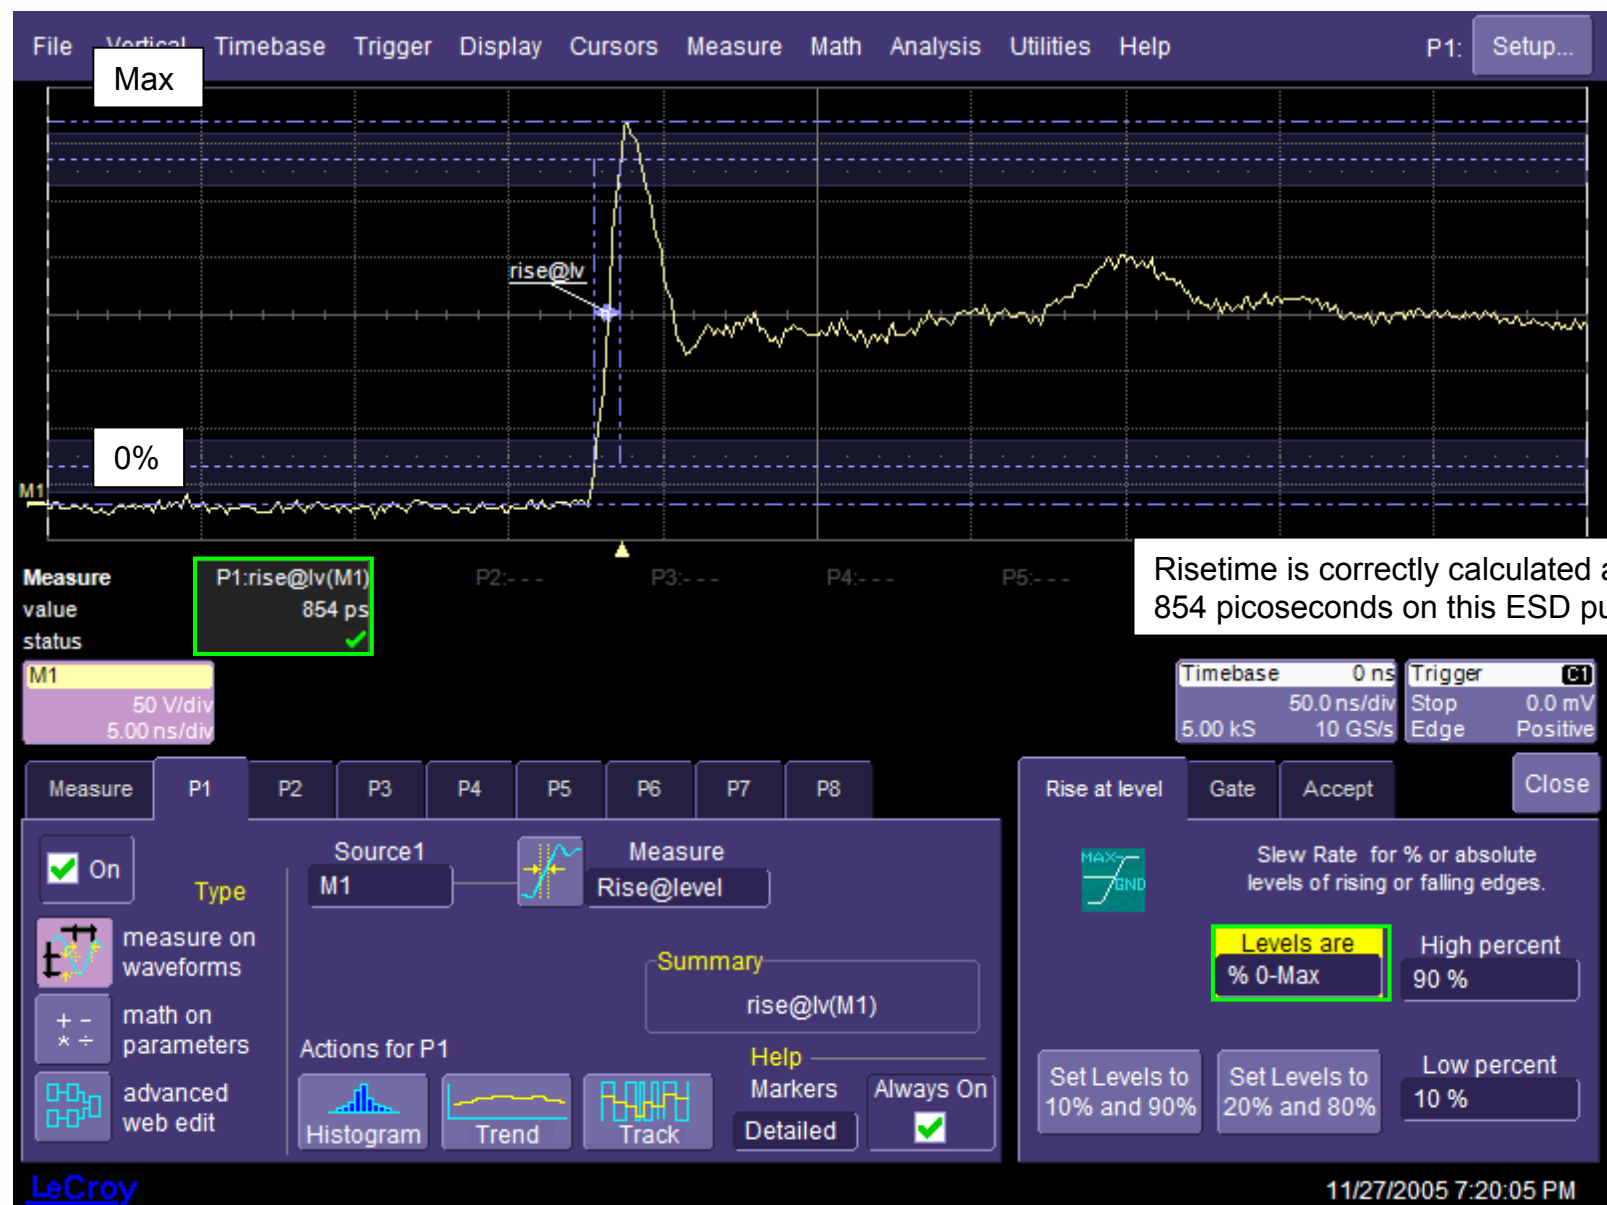 File Vertical Timebase Trigger Display Cursors Measure Math Analysis Utilities Help P1: Setup...
Max
rise@lv
0%
M1
Measure P1:rise@lv(M1) P2:- - - P3:- - - P4:- - - P5:- - -
value 854 ps
status
Risetime is correctly calculated
854 picoseconds on this ESD
M1
50 V/div
5.00 ns/div
Timebase 0 ns
50.0 ns/div
5.00 kS 10 GS/s
Trigger C1
Stop 0.0 mV
Edge Positive
Measure P1 P2 P3 P4 P5 P6 P7 P8
Rise at level Gate Accept Close
On
Type
measure on
waveforms
math on
parameters
advanced
web edit
Source1
M1
Measure
Rise@level
Summary
rise@lv(M1)
Actions for P1
Histogram
Trend
Track
Help
Markers
Detailed
Always On
MAX
GND
Slew Rate for % or absolute
levels of rising or falling edges.
Levels are
% 0-Max
High percent
90 %
Set Levels to
10% and 90%
Set Levels to
20% and 80%
Low percent
10 %
LeCroy
11/27/2005 7:20:05 PM